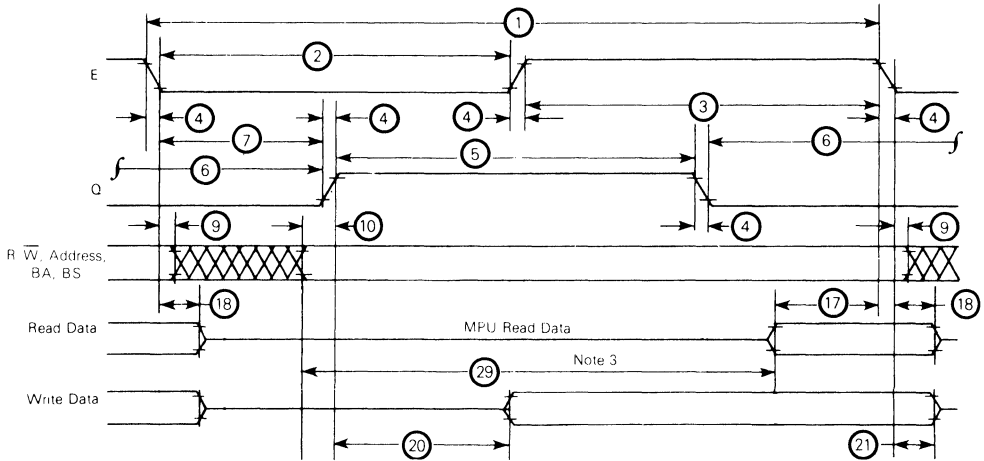 1
2
E
4 4 4 3 4
7
5 6
6
Q
9 10 4 9
R W̅, Address,
BA, BS
18 17 18
Read Data MPU Read Data
Note 3
29
Write Data
20 21